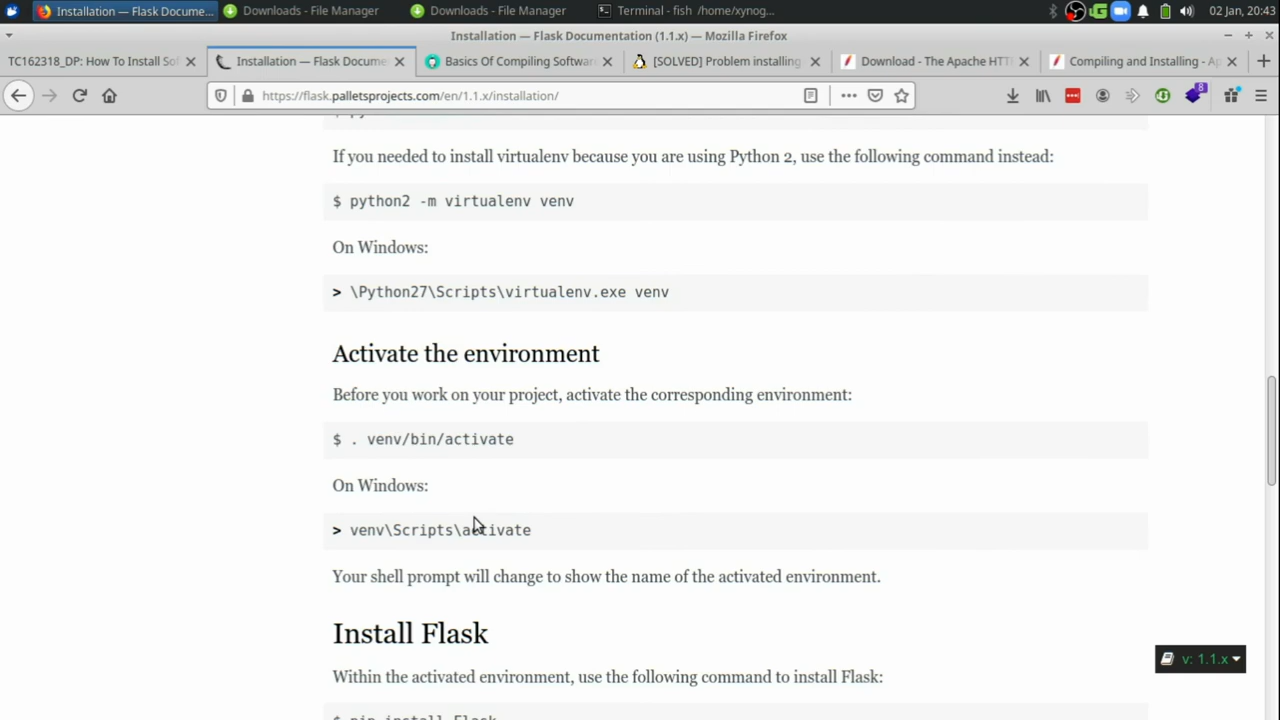 Installation — Flask Docume...
Downloads - File Manager
Downloads - File Manager
Terminal - fish /home/xynog...
02 Jan, 20:43
Installation — Flask Documentation (1.1.x) — Mozilla Firefox
TC162318_DP: How To Install Sof
Installation — Flask Docume
Basics Of Compiling Software
[SOLVED] Problem installing
Download - The Apache HTT
Compiling and Installing - Ap
https://flask.palletsprojects.com/en/1.1.x/installation/
8
If you needed to install virtualenv because you are using Python 2, use the following command instead:
$ python2 -m virtualenv venv
On Windows:
> \Python27\Scripts\virtualenv.exe venv
Activate the environment
Before you work on your project, activate the corresponding environment:
$ . venv/bin/activate
On Windows:
> venv\Scripts\activate
Your shell prompt will change to show the name of the activated environment.
Install Flask
v: 1.1.x
Within the activated environment, use the following command to install Flask:
$ pip install Flask